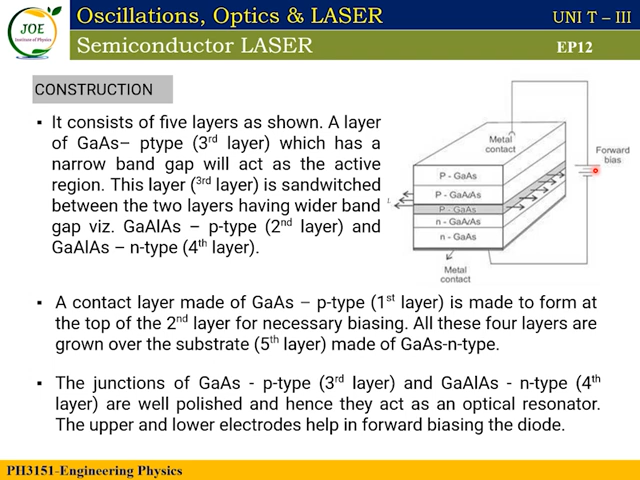 Oscillations, Optics & LASER
UNI T – III
JOE
Institute of Physics
Semiconductor LASER
EP12
CONSTRUCTION
▪ It consists of five layers as shown. A layer
of GaAs– ptype (3rd layer) which has a
narrow band gap will act as the active
region. This layer (3rd layer) is sandwitched
between the two layers having wider band
gap viz. GaAlAs – p-type (2nd layer) and
GaAlAs – n-type (4th layer).
Metal
contact
Forward
bias
P - GaAs
P - GaAlAs
P - GaAs
n - GaAlAs
n - GaAs
L
Metal
contact
▪ A contact layer made of GaAs – p-type (1st layer) is made to form at
the top of the 2nd layer for necessary biasing. All these four layers are
grown over the substrate (5th layer) made of GaAs-n-type.
▪ The junctions of GaAs - p-type (3rd layer) and GaAlAs - n-type (4th
layer) are well polished and hence they act as an optical resonator.
The upper and lower electrodes help in forward biasing the diode.
PH3151-Engineering Physics